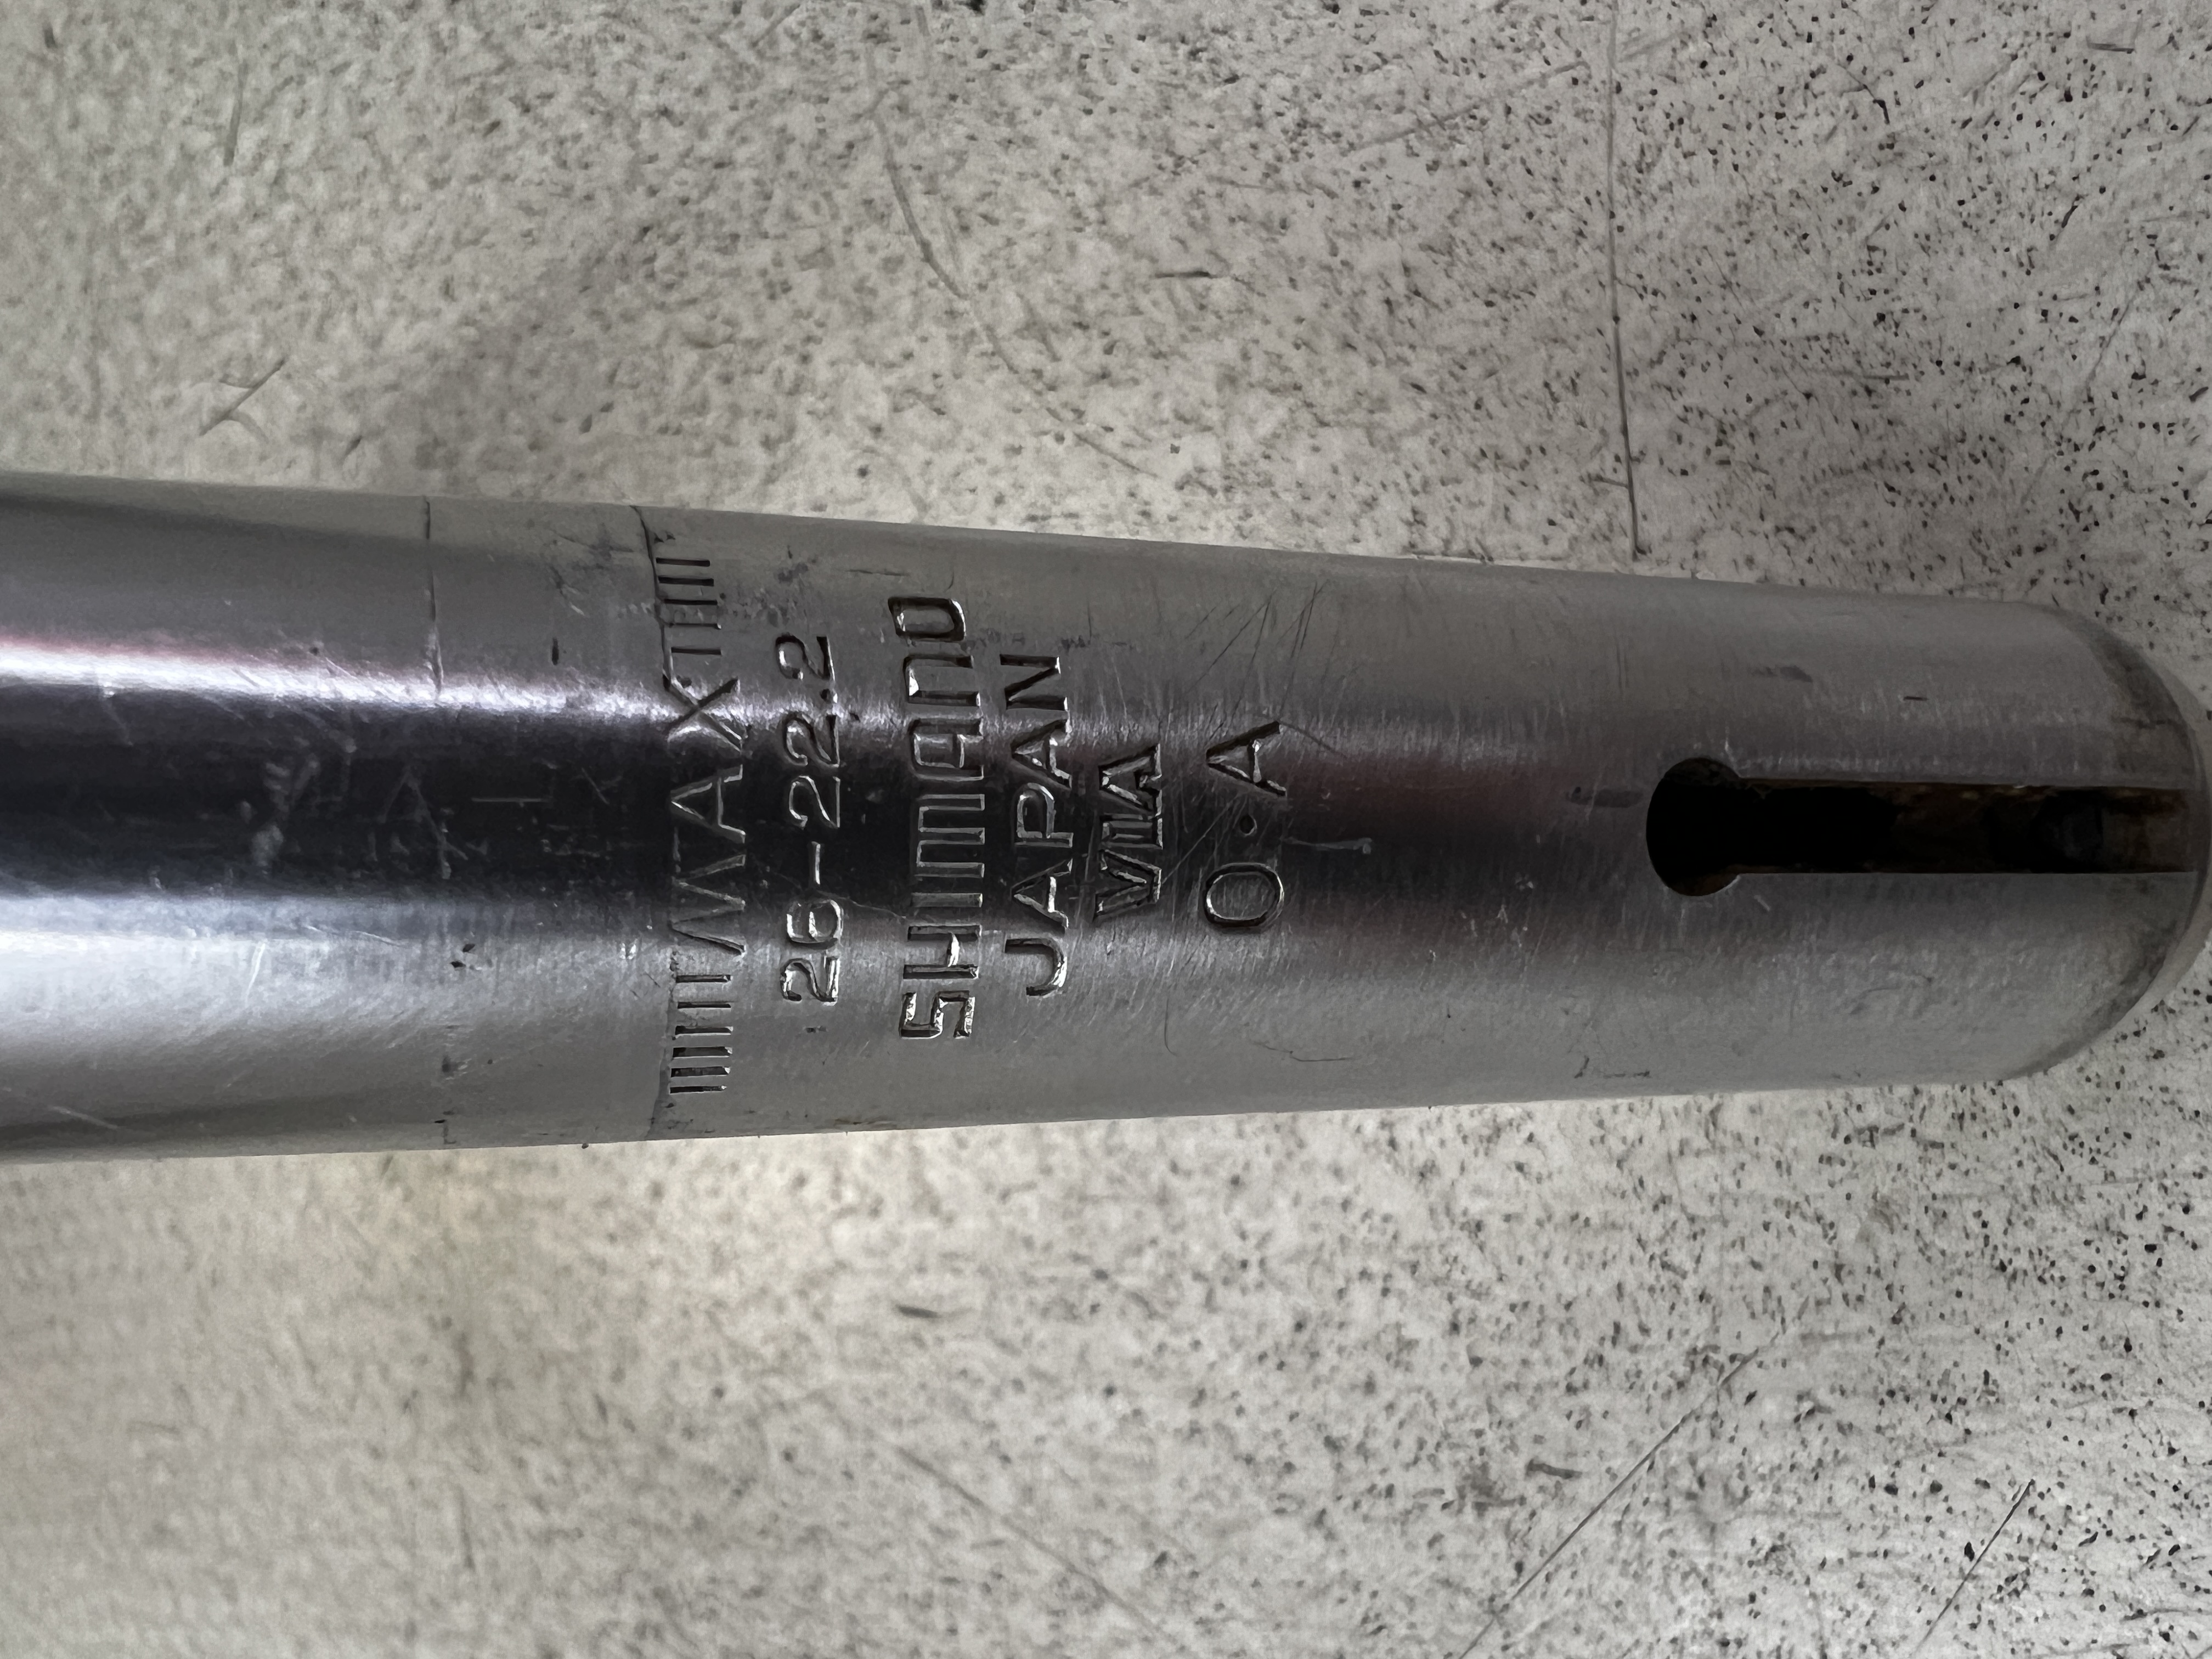 MAX
26-22.2
SHIMANO
JAPAN
VIA
O·A